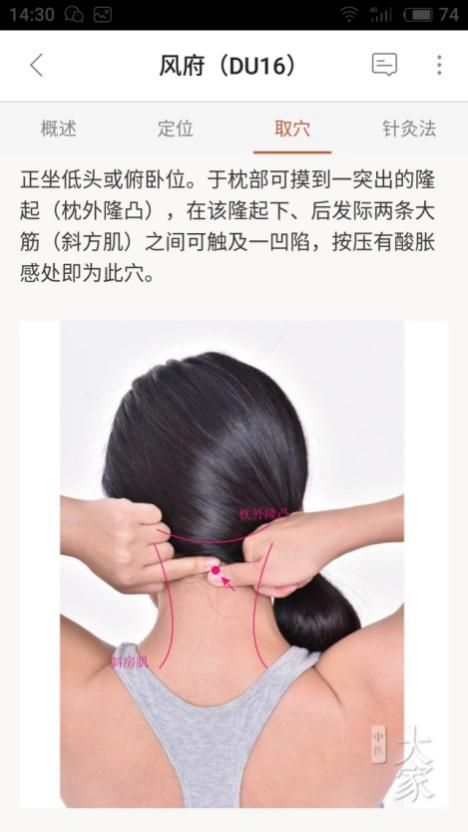 14:30
74
风府（DU16）
概述
定位
取穴
针灸法
正坐低头或俯卧位。于枕部可摸到一突出的隆
起（枕外隆凸），在该隆起下、后发际两条大
筋（斜方肌）之间可触及一凹陷，按压有酸胀
感处即为此穴。
枕外隆凸
斜房肌
中医
大家